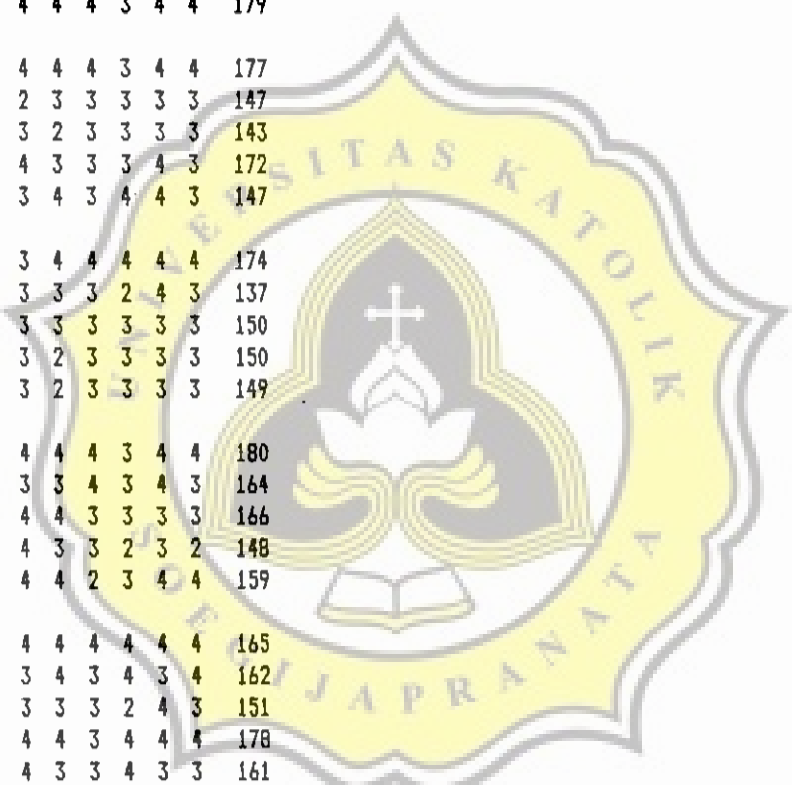 4 4 4 3 4 4 179
4 4 4 3 4 4 177
2 3 3 3 3 3 147
3 2 3 3 3 3 143
4 3 3 3 4 3 172
3 4 3 4 4 3 147
3 4 4 4 4 4 174
3 3 3 2 4 3 137
3 3 3 3 3 3 150
3 2 3 3 3 3 150
3 2 3 3 3 3 149
4 4 4 3 4 4 180
3 3 4 3 4 3 164
4 4 3 3 3 3 166
4 3 3 2 3 2 148
4 4 2 3 4 4 159
4 4 4 4 4 4 165
3 4 3 4 3 4 162
3 3 3 2 4 3 151
4 4 3 4 4 4 178
4 3 3 4 3 3 161
UNIVERSITAS KATOLIK
SOEGIJAPRANATA